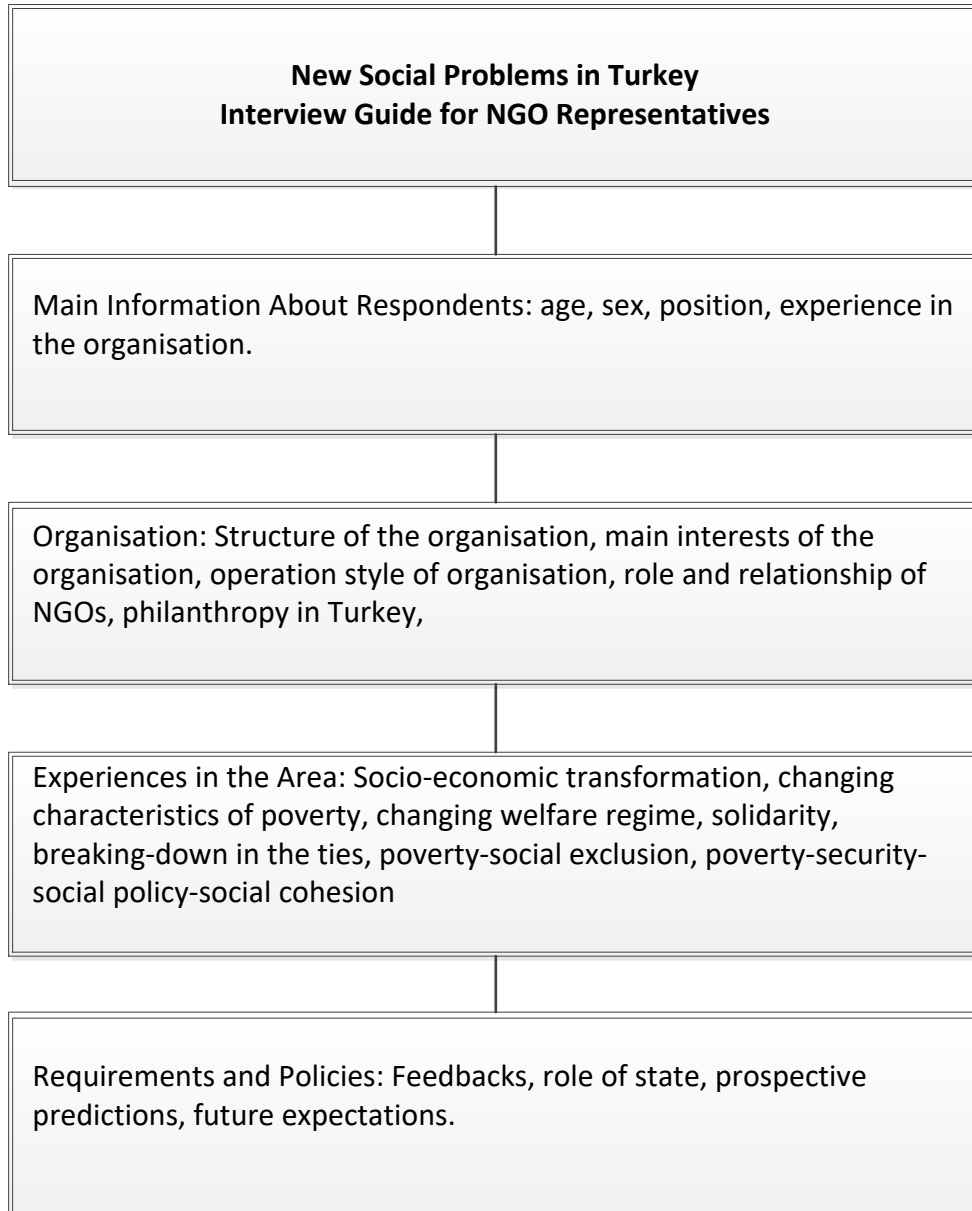 New Social Problems in Turkey
Interview Guide for NGO Representatives
Main Information About Respondents: age, sex, position, experience in
the organisation.
Organisation: Structure of the organisation, main interests of the
organisation, operation style of organisation, role and relationship of
NGOs, philanthropy in Turkey,
Experiences in the Area: Socio-economic transformation, changing
characteristics of poverty, changing welfare regime, solidarity,
breaking-down in the ties, poverty-social exclusion, poverty-security-
social policy-social cohesion
Requirements and Policies: Feedbacks, role of state, prospective
predictions, future expectations.